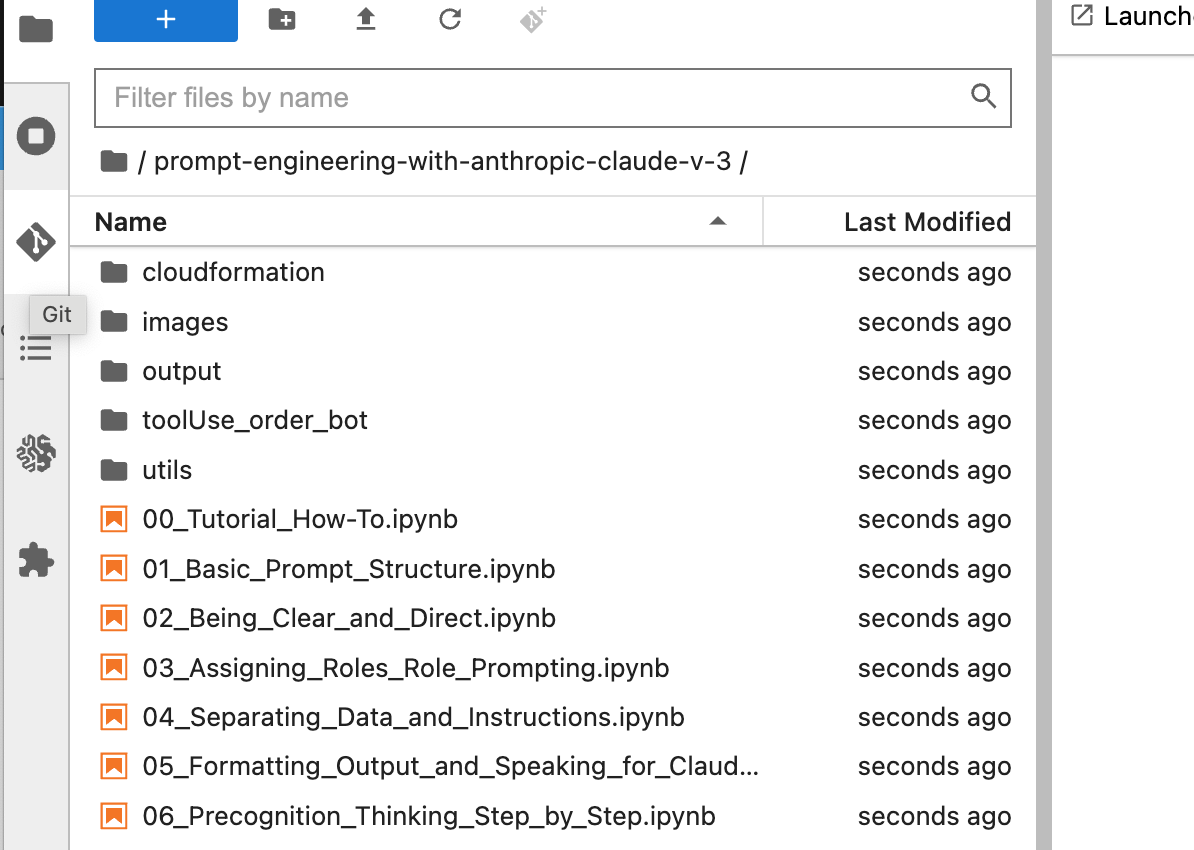 +
Launche
Filter files by name
/ prompt-engineering-with-anthropic-claude-v-3 /
Name Last Modified
cloudformation seconds ago
Git
images seconds ago
output seconds ago
toolUse_order_bot seconds ago
utils seconds ago
00_Tutorial_How-To.ipynb seconds ago
01_Basic_Prompt_Structure.ipynb seconds ago
02_Being_Clear_and_Direct.ipynb seconds ago
03_Assigning_Roles_Role_Prompting.ipynb seconds ago
04_Separating_Data_and_Instructions.ipynb seconds ago
05_Formatting_Output_and_Speaking_for_Claud... seconds ago
06_Precognition_Thinking_Step_by_Step.ipynb seconds ago